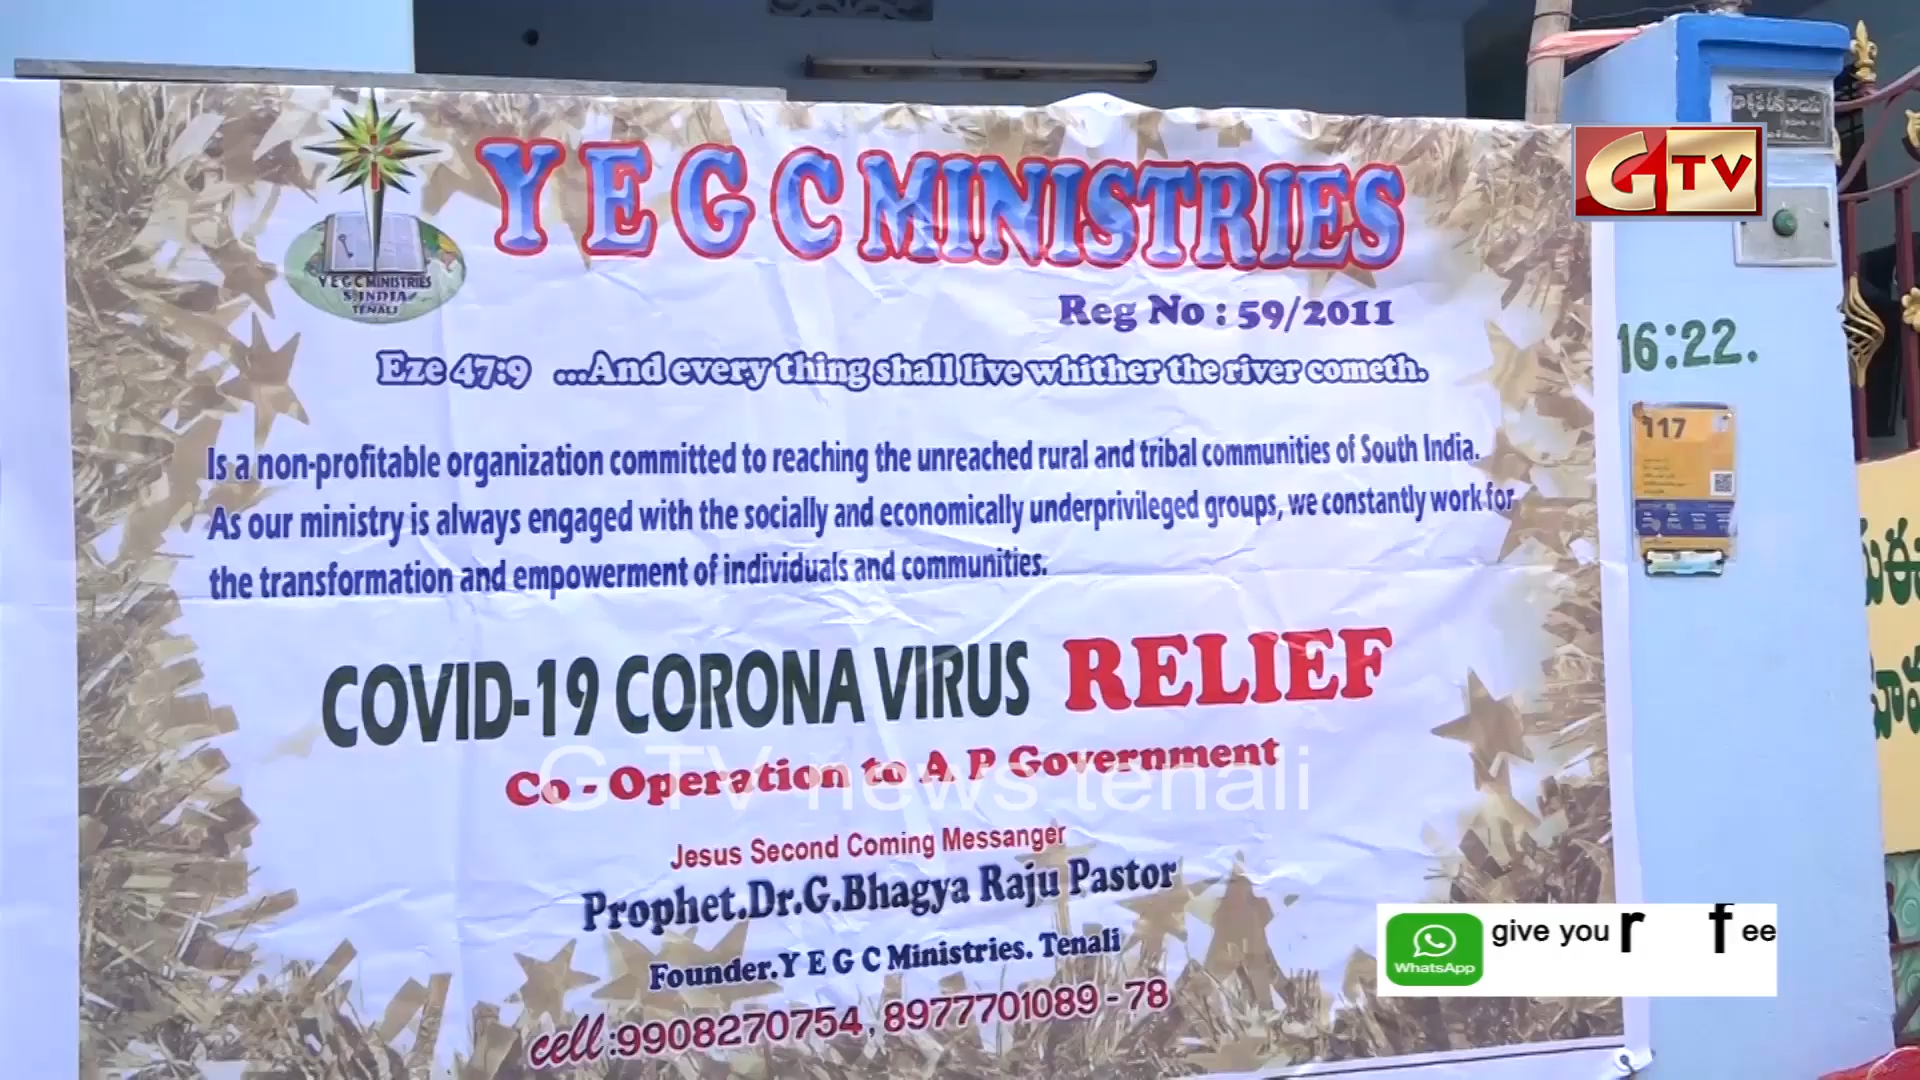 Y E G C MINISTRIES
Y E G C MINISTRIES
S.INDIA
TENALI
Reg No : 59/2011
Eze 47:9 ...And every thing shall live whither the river cometh.
Is a non-profitable organization committed to reaching the unreached rural and tribal communities of South India.
As our ministry is always engaged with the socially and economically underprivileged groups, we constantly work for
the transformation and empowerment of individuals and communities.
COVID-19 CORONA VIRUS RELIEF
Co - Operation to A P Government
G TV news tenali
Jesus Second Coming Messanger
Prophet.Dr.G.Bhagya Raju Pastor
Founder.Y E G C Ministries. Tenali
cell:9908270754, 8977701089-78
G TV
16:22.
117
WhatsApp
give your fee